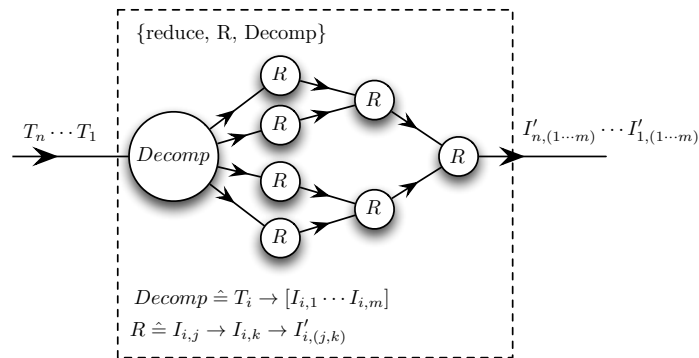 {reduce, R, Decomp}
T_n ⋯ T_1
Decomp
R
R
R
R
R
R
R
I'_{n,(1⋯m)} ⋯ I'_{1,(1⋯m)}
Decomp ≙ T_i → [I_{i,1} ⋯ I_{i,m}]
R ≙ I_{i,j} → I_{i,k} → I'_{i,(j,k)}